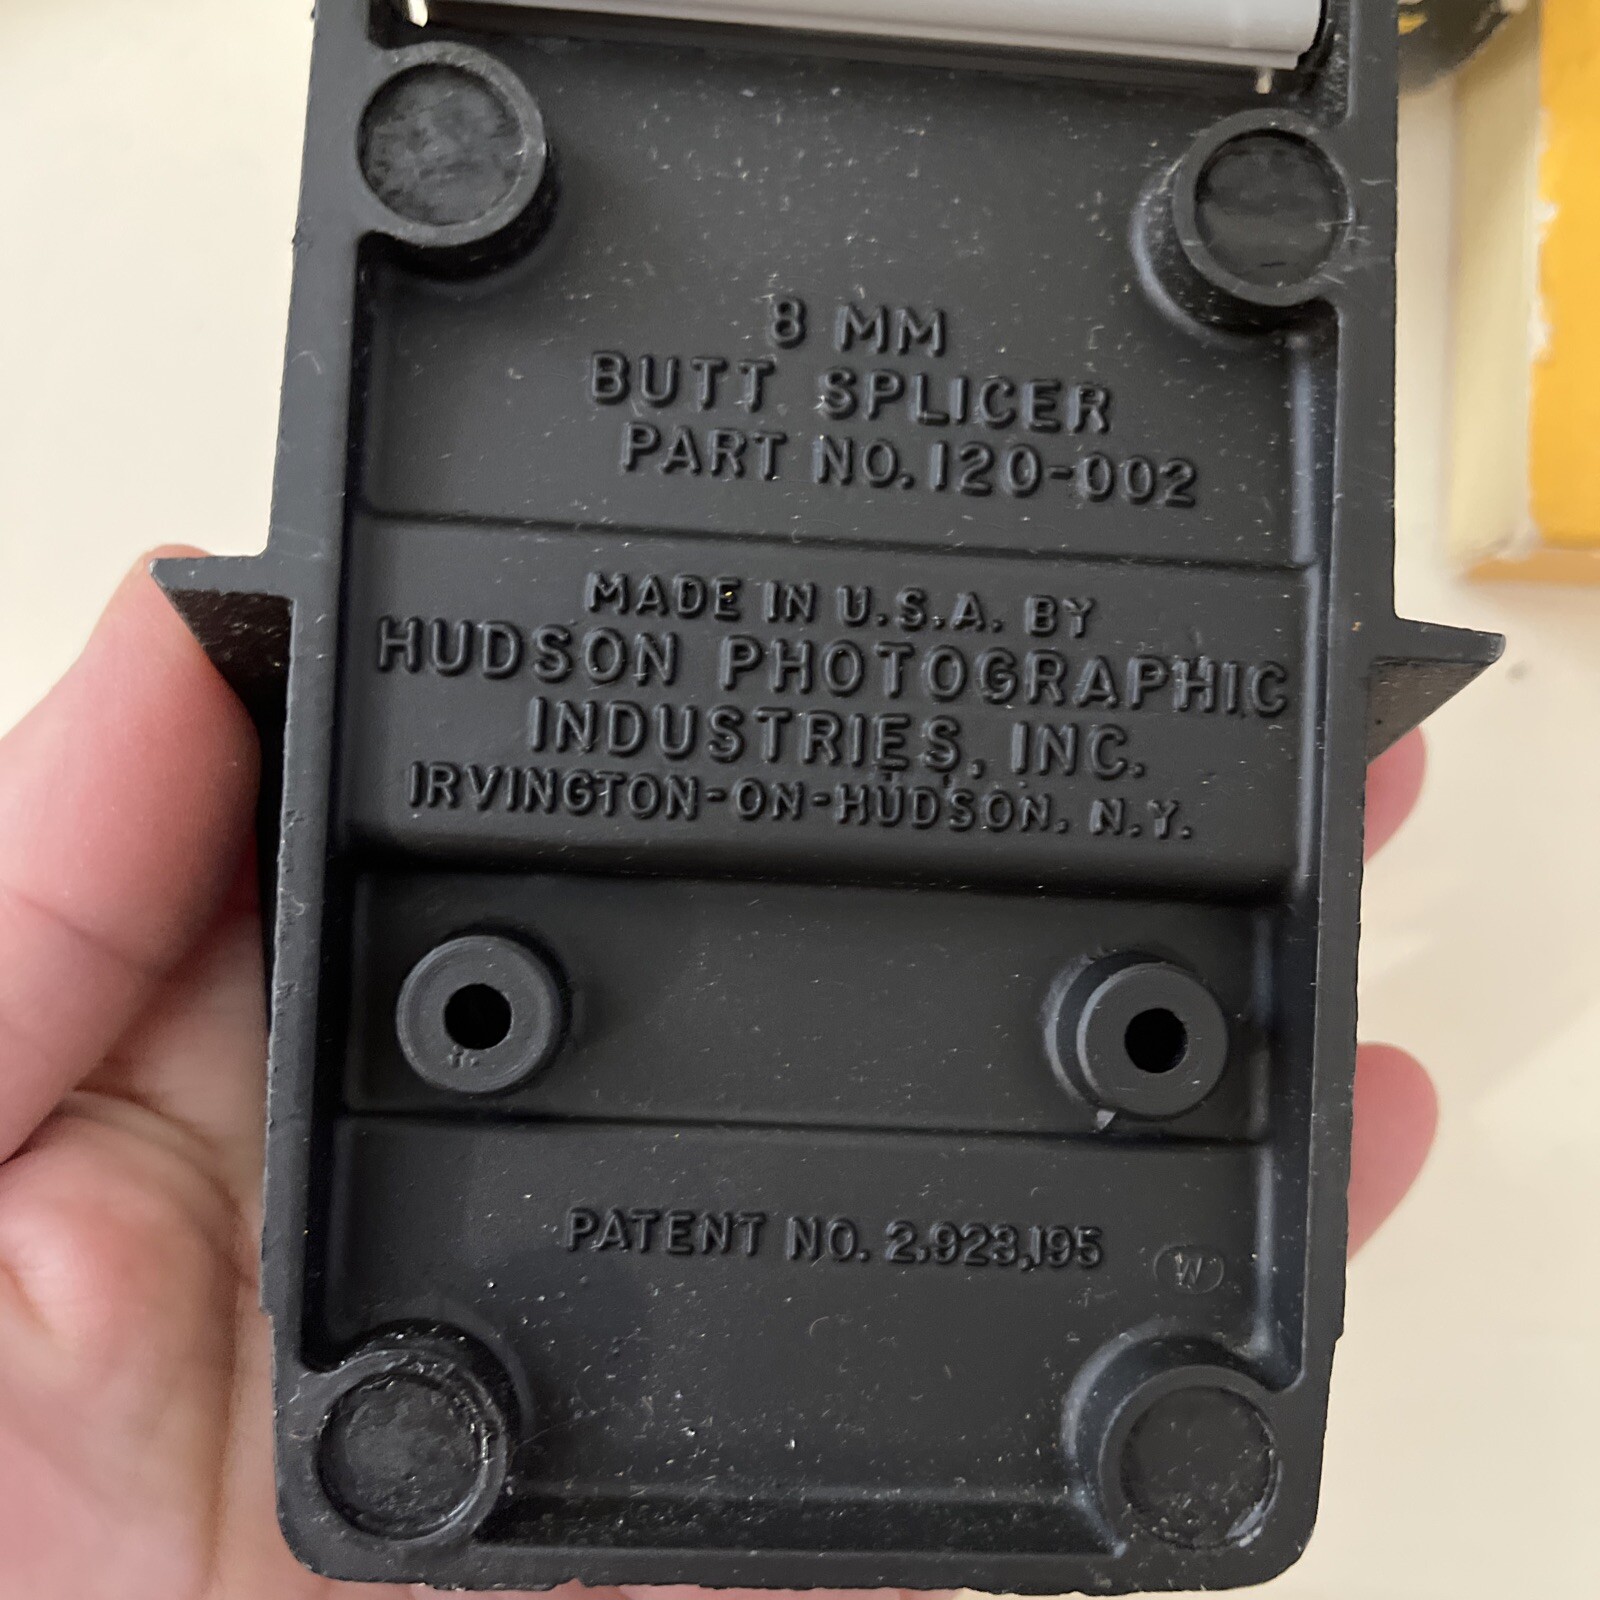 8 MM
BUTT SPLICER
PART NO. 120-002
MADE IN U.S.A. BY
HUDSON PHOTOGRAPHIC
INDUSTRIES, INC.
IRVINGTON-ON-HUDSON, N.Y.
PATENT NO. 2,923,195
W